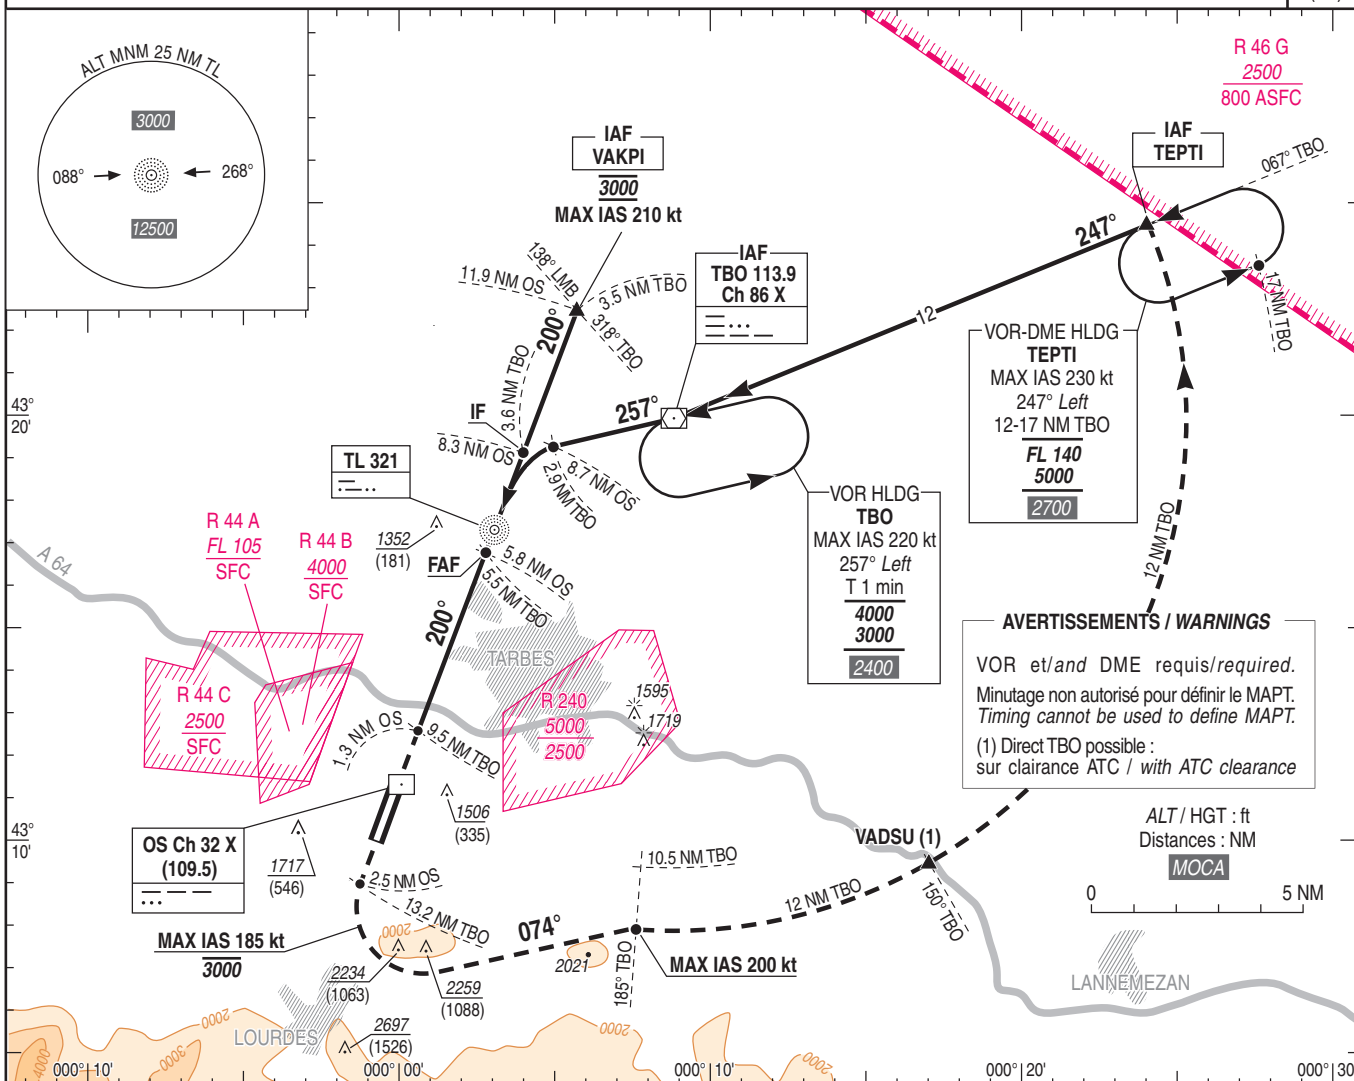 ALT MNM 25 NM TL
3000
088°
268°
12500
R 46 G
2500
800 ASFC
IAF
VAKPI
3000
MAX IAS 210 kt
IAF
TEPTI
067° TBO
247°
17 NM TBO
12
IAF
TBO 113.9
Ch 86 X
138° LMB
11.9 NM OS
3.5 NM TBO
318° TBO
200°
3.6 NM TBO
VOR-DME HLDG
TEPTI
MAX IAS 230 kt
247° Left
12-17 NM TBO
FL 140
5000
2700
IF
257°
8.3 NM OS
8.7 NM OS
2.9 NM TBO
TL 321
VOR HLDG
TBO
MAX IAS 220 kt
257° Left
T 1 min
4000
3000
2400
12 NM TBO
1352
(181)
FAF
5.8 NM OS
5.5 NM TBO
200°
A 64
R 44 A
FL 105
SFC
R 44 B
4000
SFC
R 44 C
2500
SFC
TARBES
R 240
5000
2500
1595
1719
AVERTISSEMENTS / WARNINGS
VOR et/and DME requis/required.
Minutage non autorisé pour définir le MAPT.
Timing cannot be used to define MAPT.
(1) Direct TBO possible :
sur clairance ATC / with ATC clearance
1.3 NM OS
9.5 NM TBO
1506
(335)
OS Ch 32 X
(109.5)
1717
(546)
VADSU (1)
150° TBO
ALT / HGT : ft
Distances : NM
MOCA
0 5 NM
2.5 NM OS
13.2 NM TBO
10.5 NM TBO
12 NM TBO
074°
185° TBO
MAX IAS 200 kt
MAX IAS 185 kt
3000
2000
2234
(1063)
2259
(1088)
2021
LANNEMEZAN
LOURDES
2697
(1526)
2000
3000
4000
2000
2000
43°
20'
43°
10'
000° 10'
000° 00'
000° 10'
000° 20'
000° 30